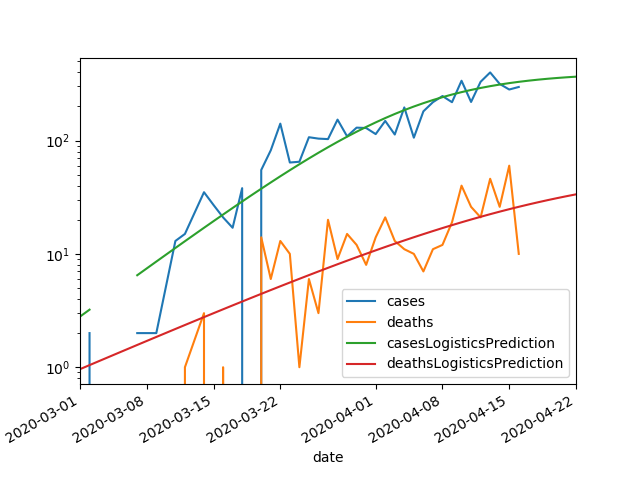 10²
10¹
10⁰
cases
deaths
casesLogisticsPrediction
deathsLogisticsPrediction
2020-03-01
2020-03-08
2020-03-15
2020-03-22
2020-04-01
2020-04-08
2020-04-15
2020-04-22
date